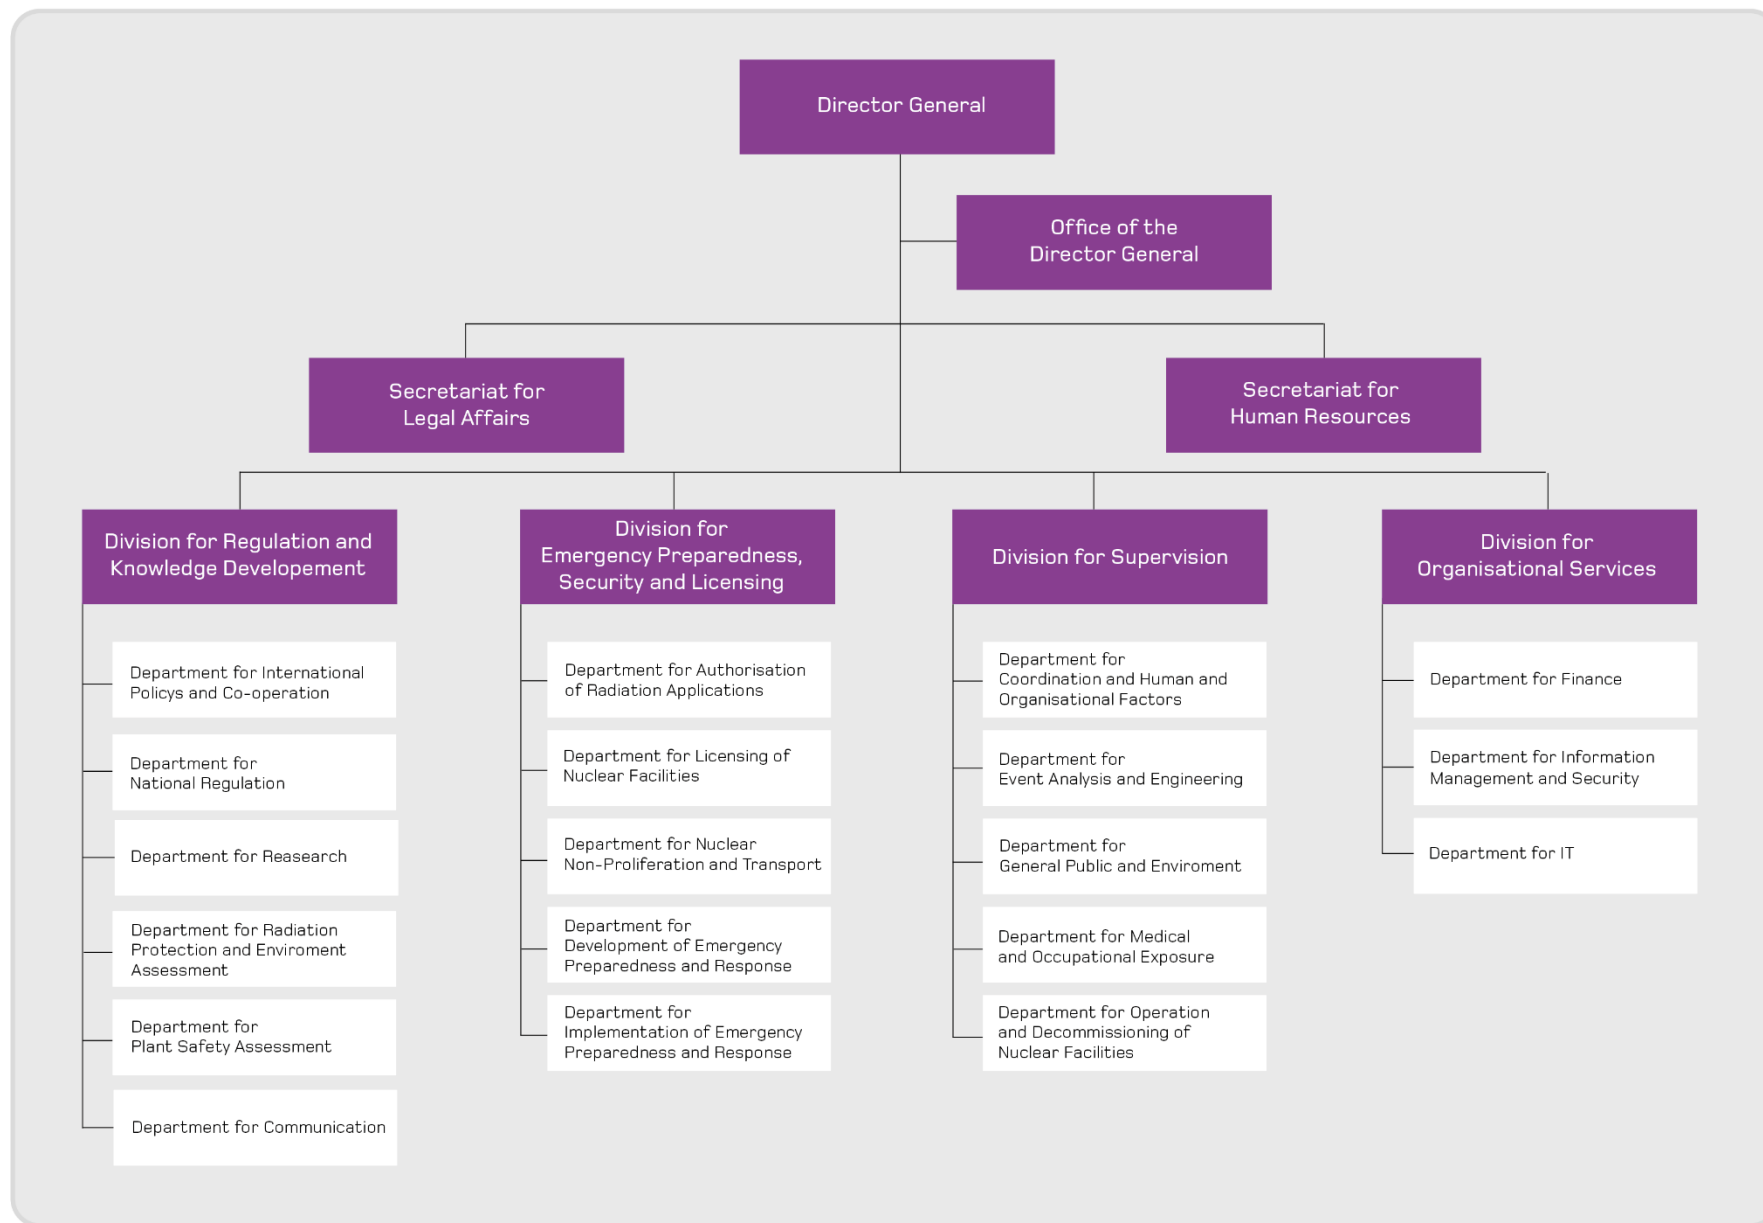 Director General
Office of the
Director General
Secretariat for
Legal Affairs
Secretariat for
Human Resources
Division for Regulation and
Knowledge Developement
Department for International
Policys and Co-operation
Department for
National Regulation
Department for Reasearch
Department for Radiation
Protection and Enviroment
Assessment
Department for
Plant Safety Assessment
Department for Communication
Division for
Emergency Preparedness,
Security and Licensing
Department for Authorisation
of Radiation Applications
Department for Licensing of
Nuclear Facilities
Department for Nuclear
Non-Proliferation and Transport
Department for
Development of Emergency
Preparedness and Response
Department for
Implementation of Emergency
Preparedness and Response
Division for Supervision
Department for
Coordination and Human and
Organisational Factors
Department for
Event Analysis and Engineering
Department for
General Public and Enviroment
Department for Medical
and Occupational Exposure
Department for Operation
and Decommissioning of
Nuclear Facilities
Division for
Organisational Services
Department for Finance
Department for Information
Management and Security
Department for IT